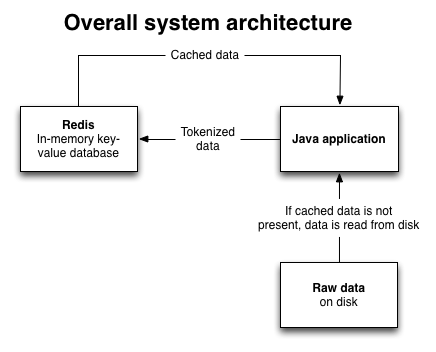 Overall system architecture
Cached data
Redis
In-memory key-
value database
Tokenized
data
Java application
If cached data is not
present, data is read from disk
Raw data
on disk